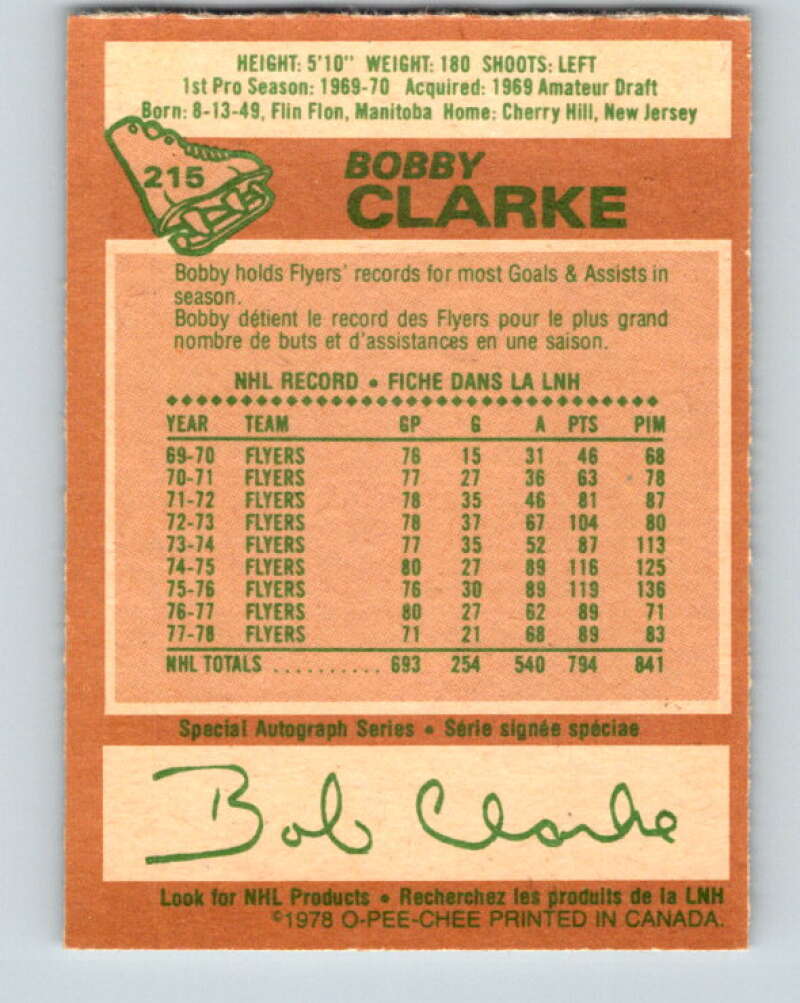 HEIGHT: 5'10" WEIGHT: 180 SHOOTS: LEFT
1st Pro Season: 1969-70 Acquired: 1969 Amateur Draft
Born: 8-13-49, Flin Flon, Manitoba Home: Cherry Hill, New Jersey
215
BOBBY
CLARKE
Bobby holds Flyers' records for most Goals & Assists in
season.
Bobby détient le record des Flyers pour le plus grand
nombre de buts et d'assistances en une saison.
NHL RECORD • FICHE DANS LA LNH
YEAR TEAM GP G A PTS PIM
69-70 FLYERS 76 15 31 46 68
70-71 FLYERS 77 27 36 63 78
71-72 FLYERS 78 35 46 81 87
72-73 FLYERS 78 37 67 104 80
73-74 FLYERS 77 35 52 87 113
74-75 FLYERS 80 27 89 116 125
75-76 FLYERS 76 30 89 119 136
76-77 FLYERS 80 27 62 89 71
77-78 FLYERS 71 21 68 89 83
NHL TOTALS .......... 693 254 540 794 841
Special Autograph Series • Série signée spéciae
Bob Clarke
Look for NHL Products • Recherchez les produits de la LNH
©1978 O-PEE-CHEE PRINTED IN CANADA.